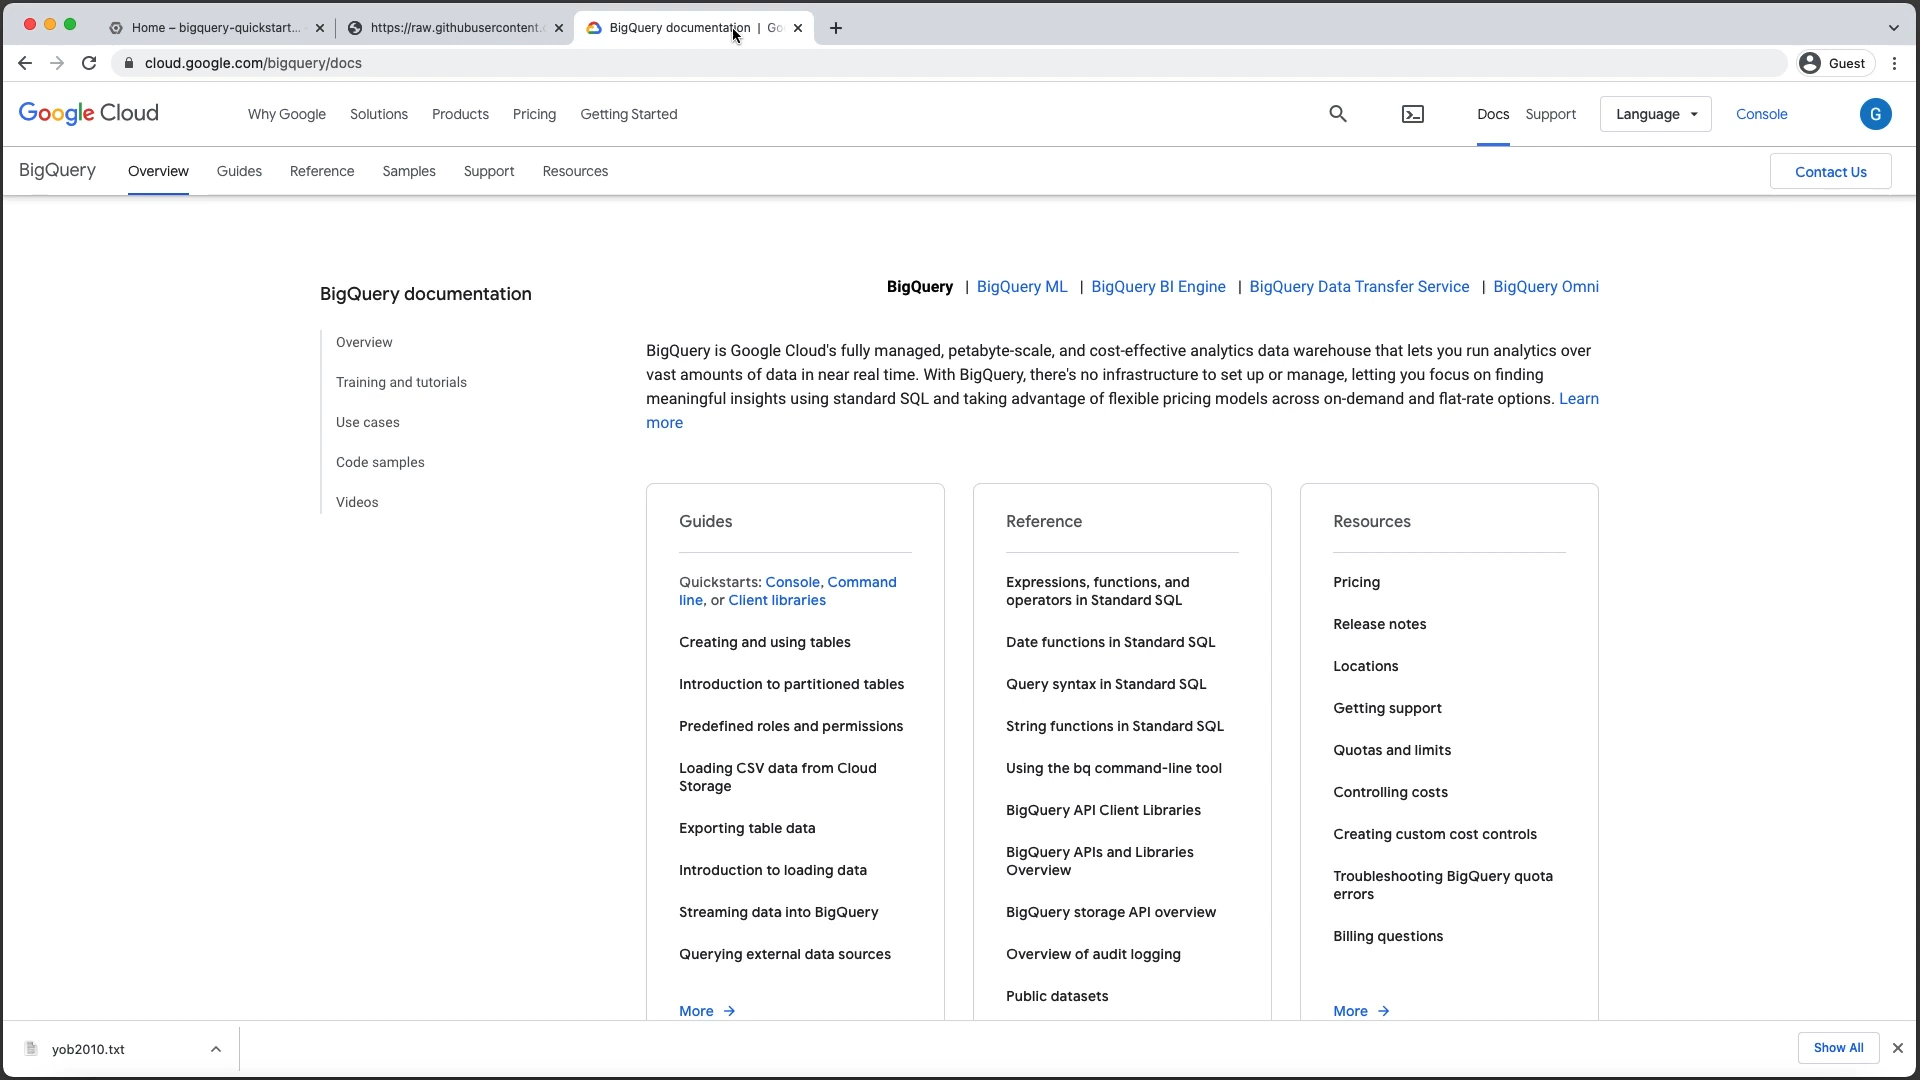 Home – bigquery-quickstart...
https://raw.githubusercontent.
BigQuery documentation | Go
cloud.google.com/bigquery/docs
Guest
Google Cloud
Why Google
Solutions
Products
Pricing
Getting Started
Docs
Support
Language
Console
G
BigQuery
Overview
Guides
Reference
Samples
Support
Resources
Contact Us
BigQuery documentation
Overview
Training and tutorials
Use cases
Code samples
Videos
BigQuery | BigQuery ML | BigQuery BI Engine | BigQuery Data Transfer Service | BigQuery Omni
BigQuery is Google Cloud's fully managed, petabyte-scale, and cost-effective analytics data warehouse that lets you run analytics over
vast amounts of data in near real time. With BigQuery, there's no infrastructure to set up or manage, letting you focus on finding
meaningful insights using standard SQL and taking advantage of flexible pricing models across on-demand and flat-rate options. Learn
more
Guides
Quickstarts: Console, Command
line, or Client libraries
Creating and using tables
Introduction to partitioned tables
Predefined roles and permissions
Loading CSV data from Cloud
Storage
Exporting table data
Introduction to loading data
Streaming data into BigQuery
Querying external data sources
More
Reference
Expressions, functions, and
operators in Standard SQL
Date functions in Standard SQL
Query syntax in Standard SQL
String functions in Standard SQL
Using the bq command-line tool
BigQuery API Client Libraries
BigQuery APIs and Libraries
Overview
BigQuery storage API overview
Overview of audit logging
Public datasets
Resources
Pricing
Release notes
Locations
Getting support
Quotas and limits
Controlling costs
Creating custom cost controls
Troubleshooting BigQuery quota
errors
Billing questions
More
yob2010.txt
Show All